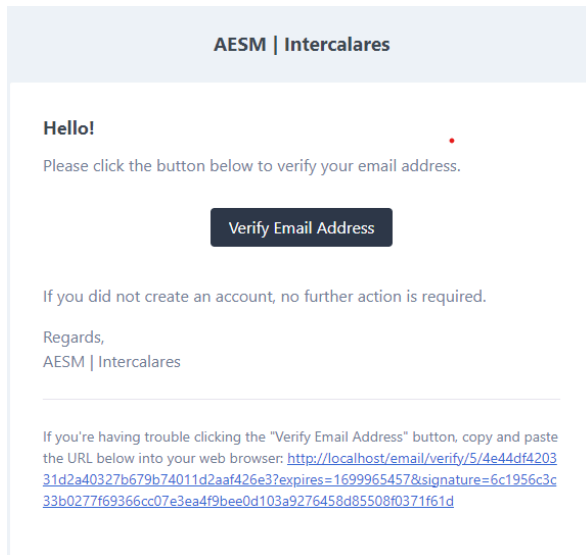 AESM | Intercalares
Hello!
Please click the button below to verify your email address.
Verify Email Address
If you did not create an account, no further action is required.
Regards,
AESM | Intercalares
If you're having trouble clicking the "Verify Email Address" button, copy and paste
the URL below into your web browser: http://localhost/email/verify/5/4e44df4203
31d2a40327b679b74011d2aaf426e3?expires=1699965457&signature=6c1956c3c
33b0277f69366cc07e3ea4f9bee0d103a9276458d85508f0371f61d